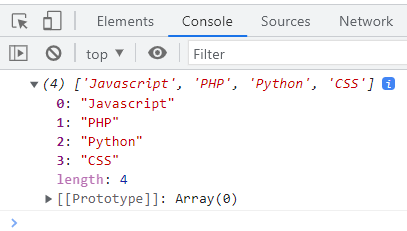 Elements Console Sources Network
top Filter
(4) ['Javascript', 'PHP', 'Python', 'CSS'] i
0: "Javascript"
1: "PHP"
2: "Python"
3: "CSS"
length: 4
[[Prototype]]: Array(0)
>